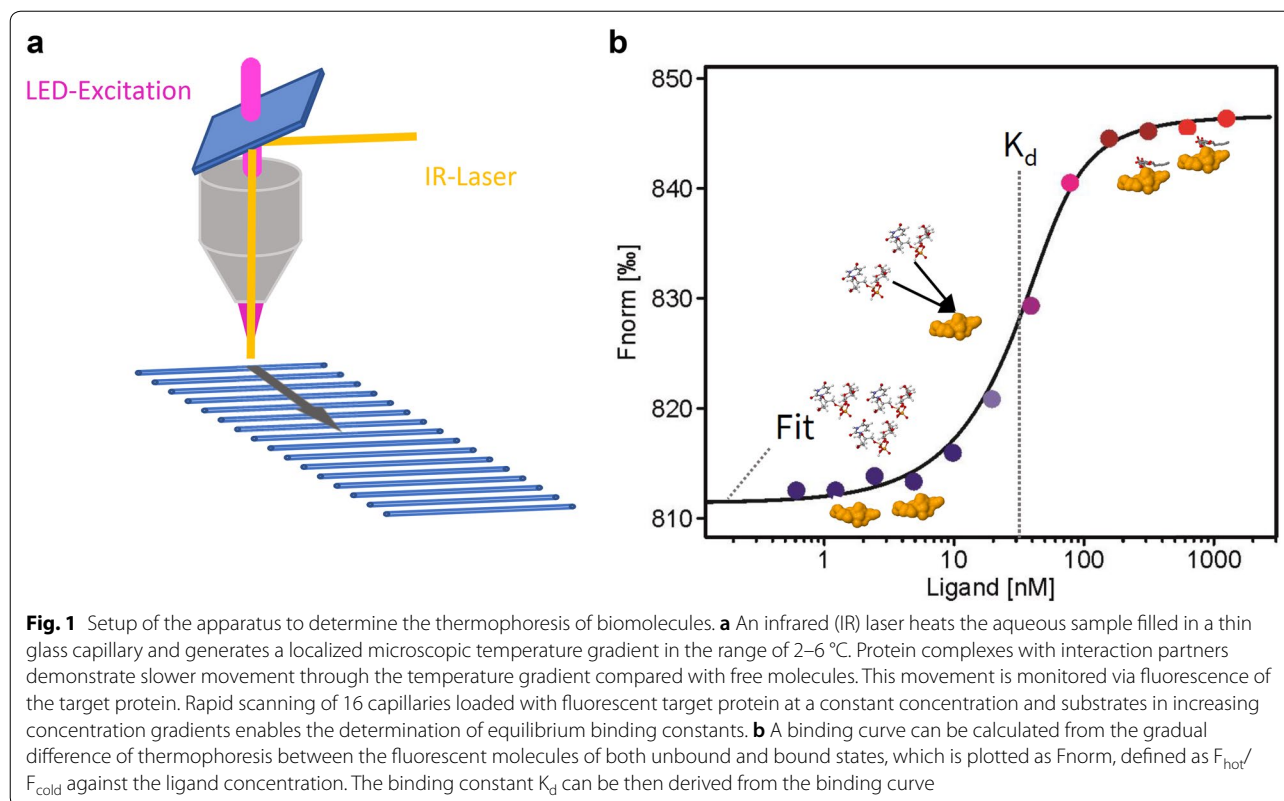 a
LED-Excitation
IR-Laser
b
850
840
830
820
810
Fnorm [‰]
Kd
Fit
1
10
100
1000
Ligand [nM]
Fig. 1 Setup of the apparatus to determine the thermophoresis of biomolecules. a An infrared (IR) laser heats the aqueous sample filled in a thin
glass capillary and generates a localized microscopic temperature gradient in the range of 2–6 °C. Protein complexes with interaction partners
demonstrate slower movement through the temperature gradient compared with free molecules. This movement is monitored via fluorescence of
the target protein. Rapid scanning of 16 capillaries loaded with fluorescent target protein at a constant concentration and substrates in increasing
concentration gradients enables the determination of equilibrium binding constants. b A binding curve can be calculated from the gradual
difference of thermophoresis between the fluorescent molecules of both unbound and bound states, which is plotted as Fnorm, defined as Fhot/
Fcold against the ligand concentration. The binding constant Kd can be then derived from the binding curve